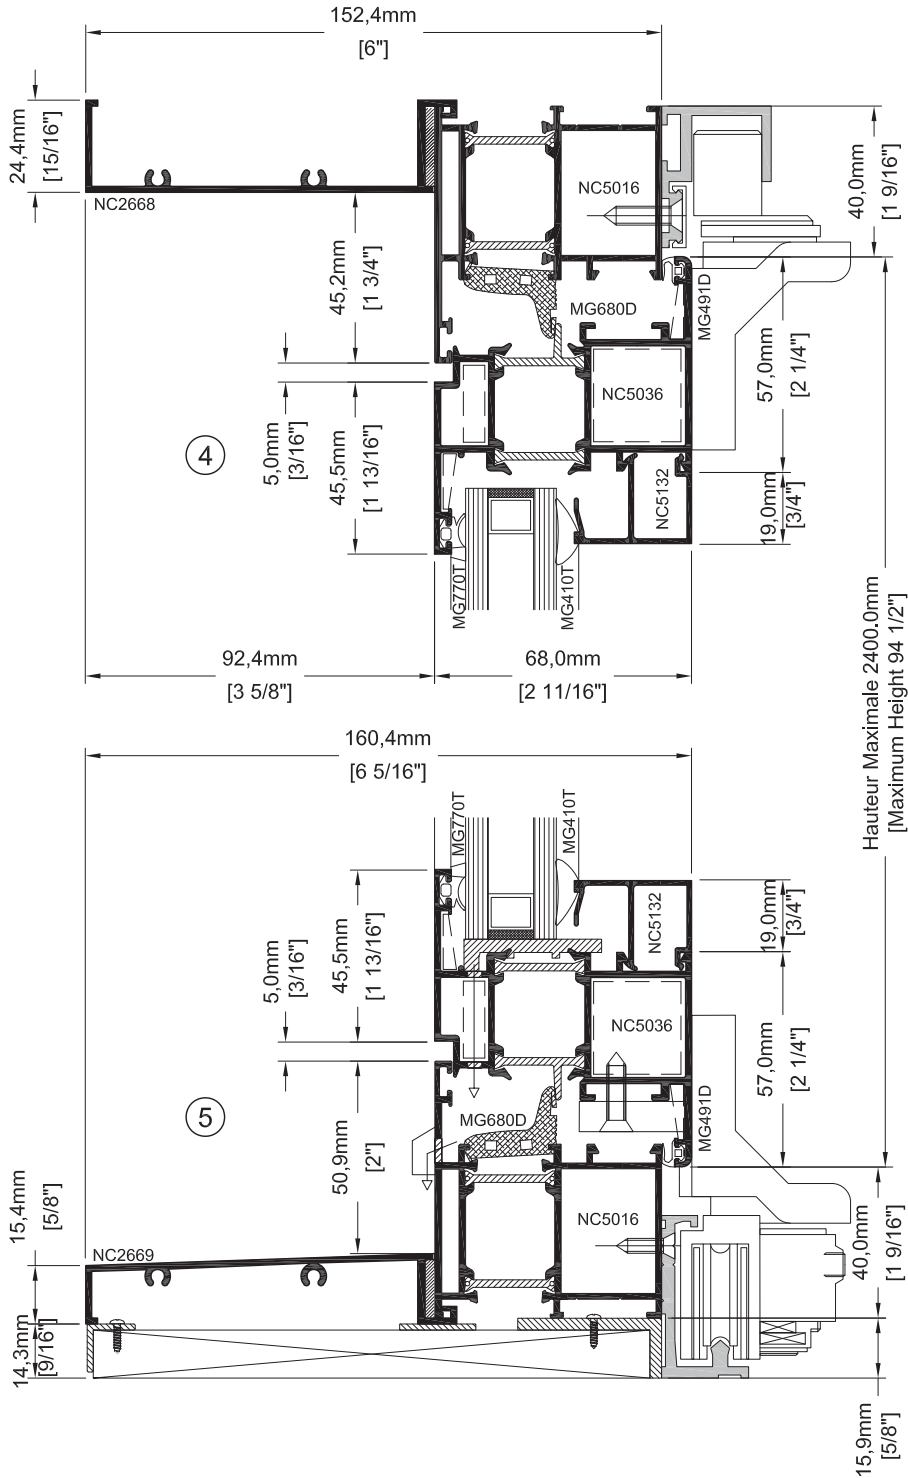 152,4mm
[6"]
24,4mm
[15/16"]
NC2668
NC5016
40,0mm
[1 9/16"]
45,2mm
[1 3/4"]
MG680D
MG491D
57,0mm
[2 1/4"]
5,0mm
[3/16"]
45,5mm
[1 13/16"]
4
NC5036
NC5132
19,0mm
[3/4"]
MG770T
MG410T
92,4mm
[3 5/8"]
68,0mm
[2 11/16"]
Hauteur Maximale 2400.0mm
[Maximum Height 94 1/2"]
160,4mm
[6 5/16"]
MG770T
MG410T
5,0mm
[3/16"]
45,5mm
[1 13/16"]
NC5132
19,0mm
[3/4"]
NC5036
57,0mm
[2 1/4"]
5
MG680D
MG491D
50,9mm
[2"]
15,4mm
[5/8"]
NC2669
NC5016
40,0mm
[1 9/16"]
14,3mm
[9/16"]
15,9mm
[5/8"]